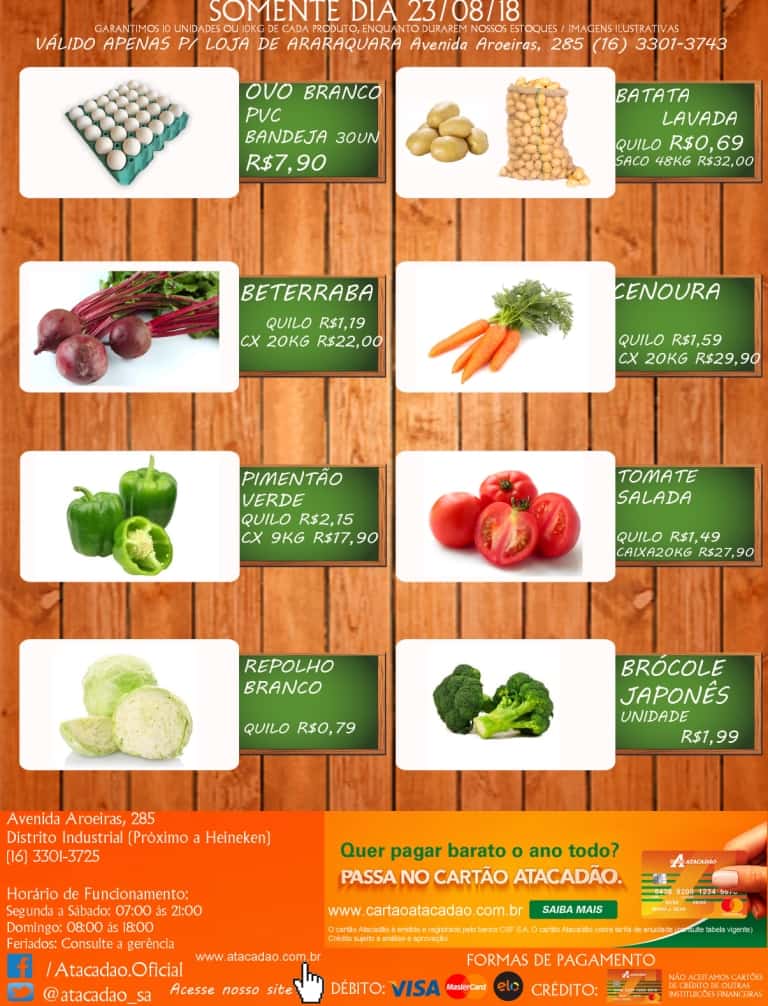 SOMENTE DIA 23/08/18
GARANTIMOS 10 UNIDADES OU 10KG DE CADA PRODUTO, ENQUANTO DURAREM NOSSOS ESTOQUES / IMAGENS ILUSTRATIVAS
VÁLIDO APENAS P/ LOJA DE ARARAQUARA Avenida Aroeiras, 285 (16) 3301-3743
OVO BRANCO
PVC
BANDEJA 30UN
R$7,90
BATATA
LAVADA
QUILO R$0,69
SACO 48KG R$32,00
BETERRABA
QUILO R$1,19
CX 20KG R$22,00
CENOURA
QUILO R$1,59
CX 20KG R$29,90
PIMENTÃO
VERDE
QUILO R$2,15
CX 9KG R$17,90
TOMATE
SALADA
QUILO R$1,49
CAIXA20KG R$27,90
REPOLHO
BRANCO
QUILO R$0,79
BRÓCOLE
JAPONÊS
UNIDADE
R$1,99
Avenida Aroeiras, 285
Distrito Industrial (Próximo a Heineken)
(16) 3301-3725
Horário de Funcionamento:
Segunda a Sábado: 07:00 ás 21:00
Domingo: 08:00 ás 18:00
Feriados: Consulte a gerência
/Atacadao.Oficial
@atacadao_sa
www.atacadao.com.br
Acesse nosso site
Quer pagar barato o ano todo?
PASSA NO CARTÃO ATACADÃO.
www.cartaoatacadao.com.br
SAIBA MAIS
O cartão Atacadão é emitido e registrado pelo banco CSF S.A. O cartão Atacadão cobra tarifa de anuidade (consulte tabela vigente)
Crédito sujeito a análise e aprovação
ATACADÃO
FORMAS DE PAGAMENTO
DÉBITO: VISA MasterCard elo CRÉDITO:
NÃO ACEITAMOS CARTÕES
DE CRÉDITO DE OUTRAS
INSTITUIÇÕES FINANCEIRAS